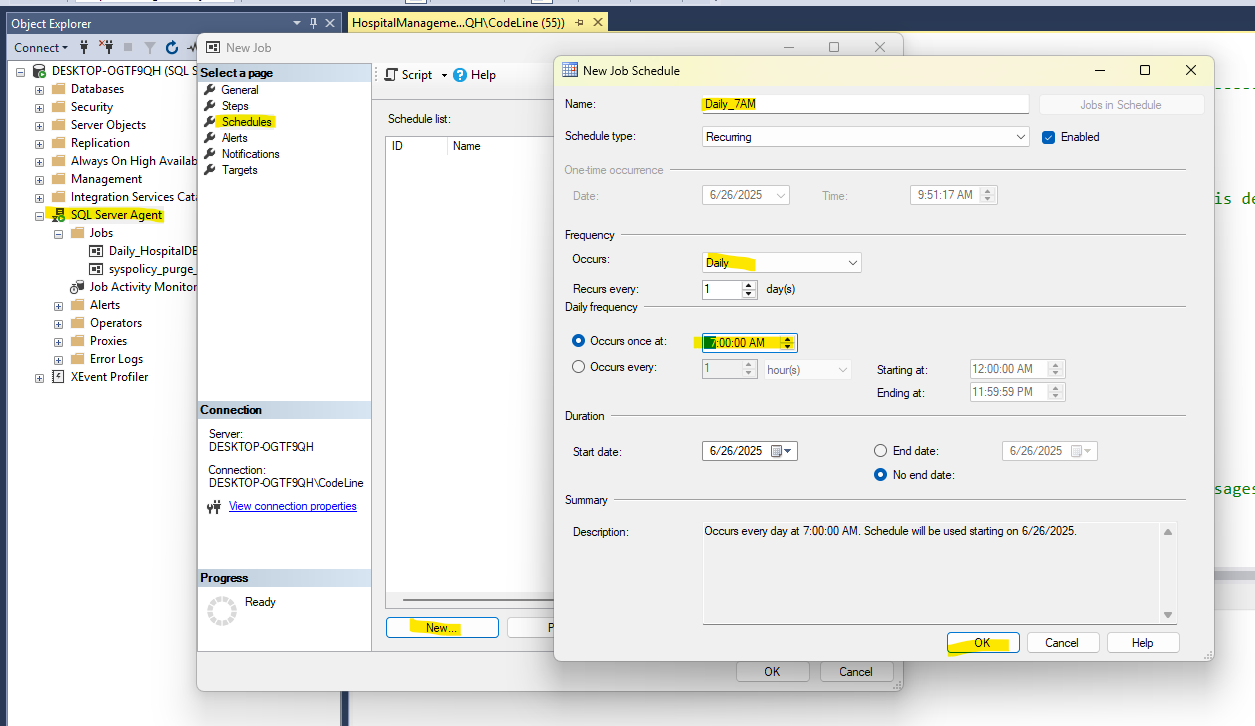 Object Explorer
HospitalManageme...QH\CodeLine (55))
Connect
DESKTOP-OGTF9QH (SQL S
Databases
Security
Server Objects
Replication
Always On High Availab
Management
Integration Services Cata
SQL Server Agent
Jobs
Daily_HospitalDB
syspolicy_purge_
Job Activity Monitor
Alerts
Operators
Proxies
Error Logs
XEvent Profiler
New Job
Select a page
General
Steps
Schedules
Alerts
Notifications
Targets
Connection
Server:
DESKTOP-OGTF9QH
Connection:
DESKTOP-OGTF9QH\CodeLine
View connection properties
Progress
Ready
Script Help
Schedule list:
ID Name
New... P
OK Cancel
New Job Schedule
Name: Daily_7AM Jobs in Schedule
Schedule type: Recurring Enabled
One-time occurrence
Date: 6/26/2025 Time: 9:51:17 AM
Frequency
Occurs: Daily
Recurs every: 1 day(s)
Daily frequency
Occurs once at: 7:00:00 AM
Occurs every: 1 hour(s) Starting at: 12:00:00 AM
Ending at: 11:59:59 PM
Duration
Start date: 6/26/2025 End date: 6/26/2025
No end date:
Summary
Description: Occurs every day at 7:00:00 AM. Schedule will be used starting on 6/26/2025.
OK Cancel Help
is de
sages